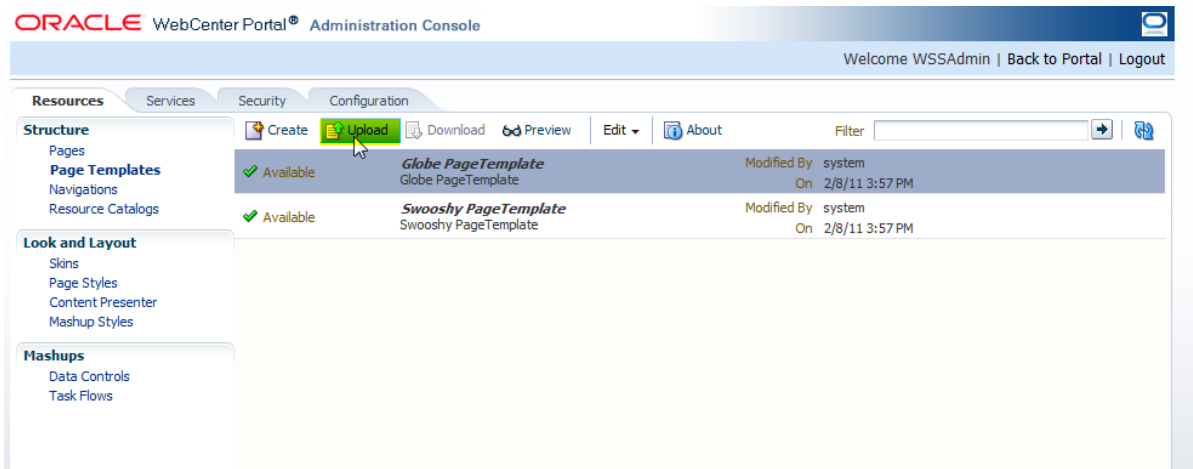 ORACLE WebCenter Portal® Administration Console
Welcome WSSAdmin | Back to Portal | Logout
Resources Services Security Configuration
Structure
Pages
Page Templates
Navigations
Resource Catalogs
Look and Layout
Skins
Page Styles
Content Presenter
Mashup Styles
Mashups
Data Controls
Task Flows
Create Upload Download Preview Edit About Filter
Available Globe PageTemplate Modified By system
Globe PageTemplate On 2/8/11 3:57 PM
Available Swooshy PageTemplate Modified By system
Swooshy PageTemplate On 2/8/11 3:57 PM